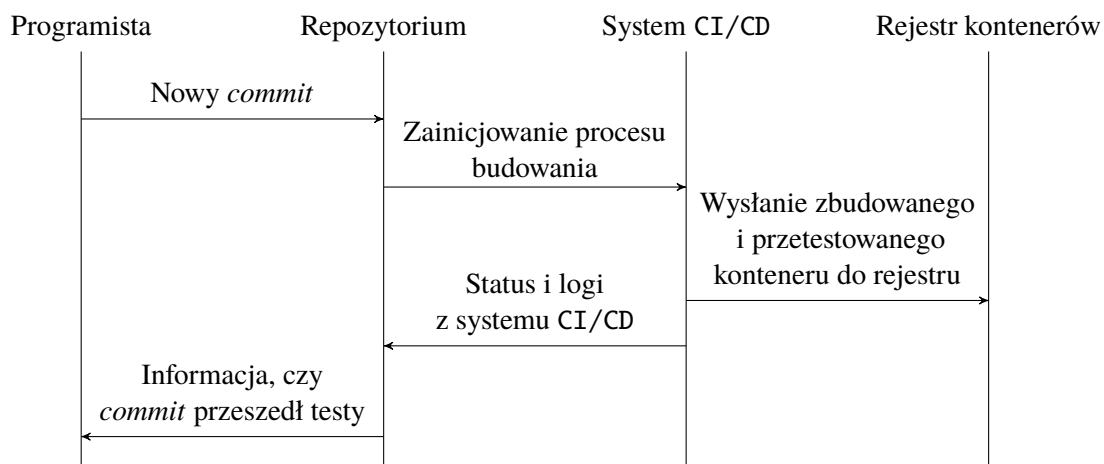 Programista
Repozytorium
System CI/CD
Rejestr kontenerów
Nowy commit
Zainicjowanie procesu
budowania
Wysłanie zbudowanego
i przetestowanego
konteneru do rejestru
Status i logi
z systemu CI/CD
Informacja, czy
commit przeszedł testy